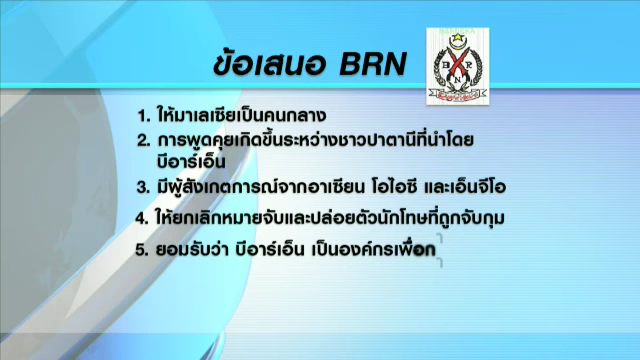 ข้อเสนอ BRN
B R
N
1. ให้มาเลเซียเป็นคนกลาง
2. การพูดคุยเกิดขึ้นระหว่างชาวปาตานีที่นำโดย
บีอาร์เอ็น
3. มีผู้สังเกตการณ์จากอาเซียน โอไอซี และเอ็นจีโอ
4. ให้ยกเลิกหมายจับและปล่อยตัวนักโทษที่ถูกจับกุม
5. ยอมรับว่า บีอาร์เอ็น เป็นองค์กรเพื่อก